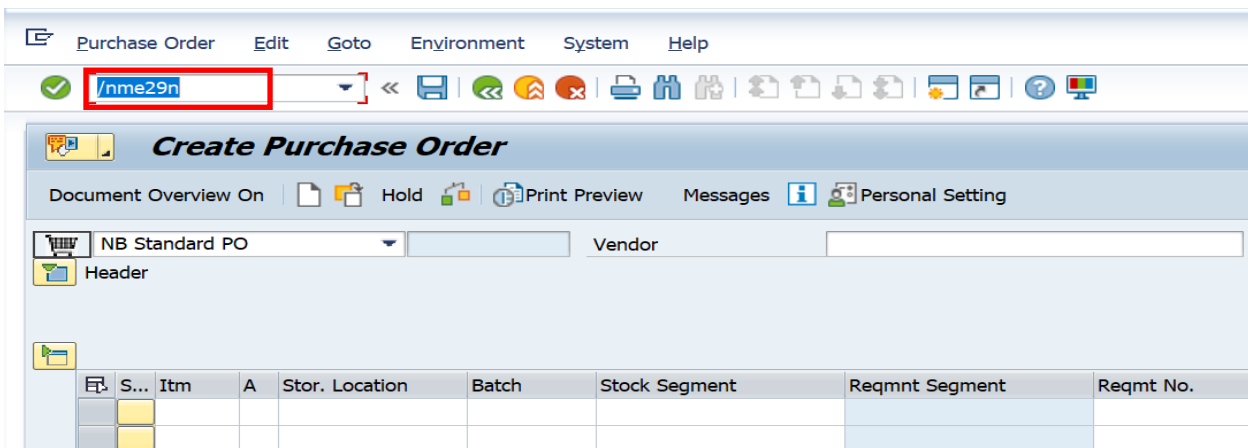 Purchase Order Edit Goto Environment System Help
/nme29n
Create Purchase Order
Document Overview On Hold Print Preview Messages Personal Setting
NB Standard PO Vendor
Header
S... Itm A Stor. Location Batch Stock Segment Reqmnt Segment Reqmt No.